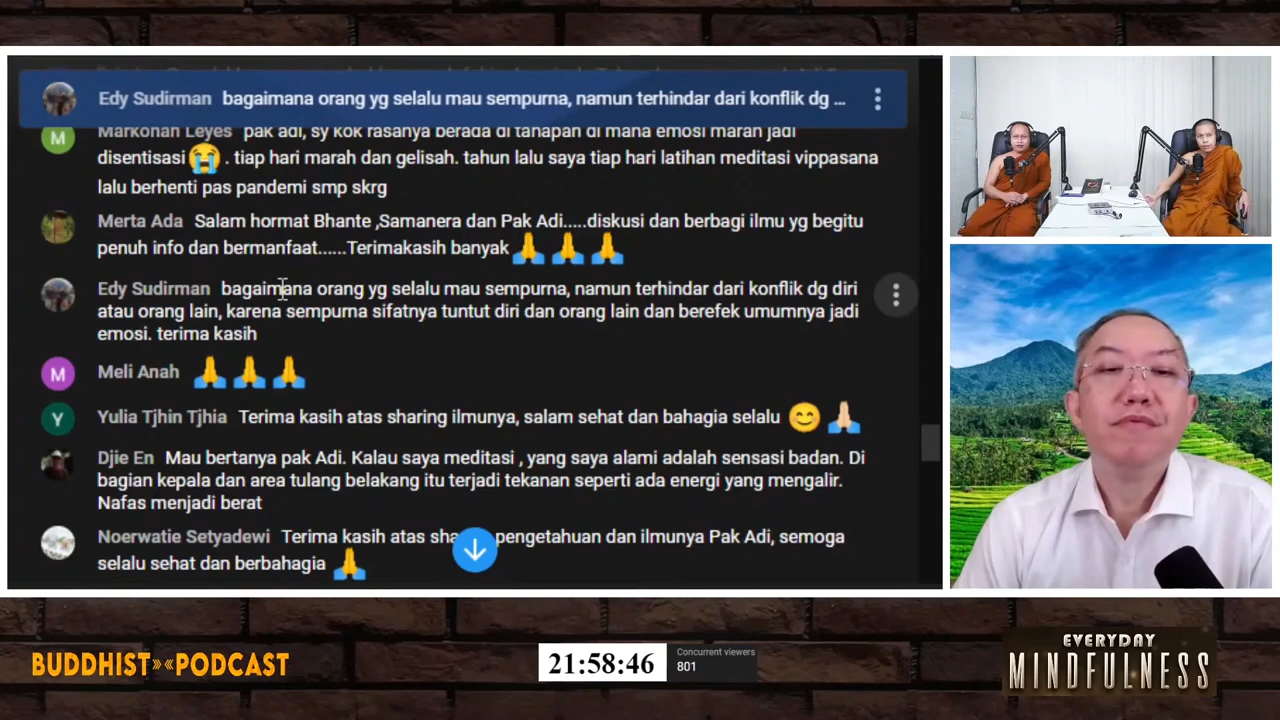 Edy Sudirman bagaimana orang yg selalu mau sempurna, namun terhindar dari konflik dg ...
Markonah Leyes pak adi, sy kok rasanya berada di tahapan di mana emosi marah jadi
disentisasi😭 . tiap hari marah dan gelisah. tahun lalu saya tiap hari latihan meditasi vippasana
lalu berhenti pas pandemi smp skrg
Merta Ada Salam hormat Bhante ,Samanera dan Pak Adi.....diskusi dan berbagi ilmu yg begitu
penuh info dan bermanfaat......Terimakasih banyak🙏🙏🙏
Edy Sudirman bagaimana orang yg selalu mau sempurna, namun terhindar dari konflik dg diri
atau orang lain, karena sempurna sifatnya tuntut diri dan orang lain dan berefek umumnya jadi
emosi. terima kasih
M Meli Anah 🙏🙏🙏
Y Yulia Tjhin Tjhia Terima kasih atas sharing ilmunya, salam sehat dan bahagia selalu 😊🙏🏻
Djie En Mau bertanya pak Adi. Kalau saya meditasi , yang saya alami adalah sensasi badan. Di
bagian kepala dan area tulang belakang itu terjadi tekanan seperti ada energi yang mengalir.
Nafas menjadi berat
Noerwatie Setyadewi Terima kasih atas sha pengetahuan dan ilmunya Pak Adi, semoga
selalu sehat dan berbahagia 🙏
BUDDHIST»«PODCAST
21:58:46
Concurrent viewers
801
EVERYDAY
MINDFULNESS